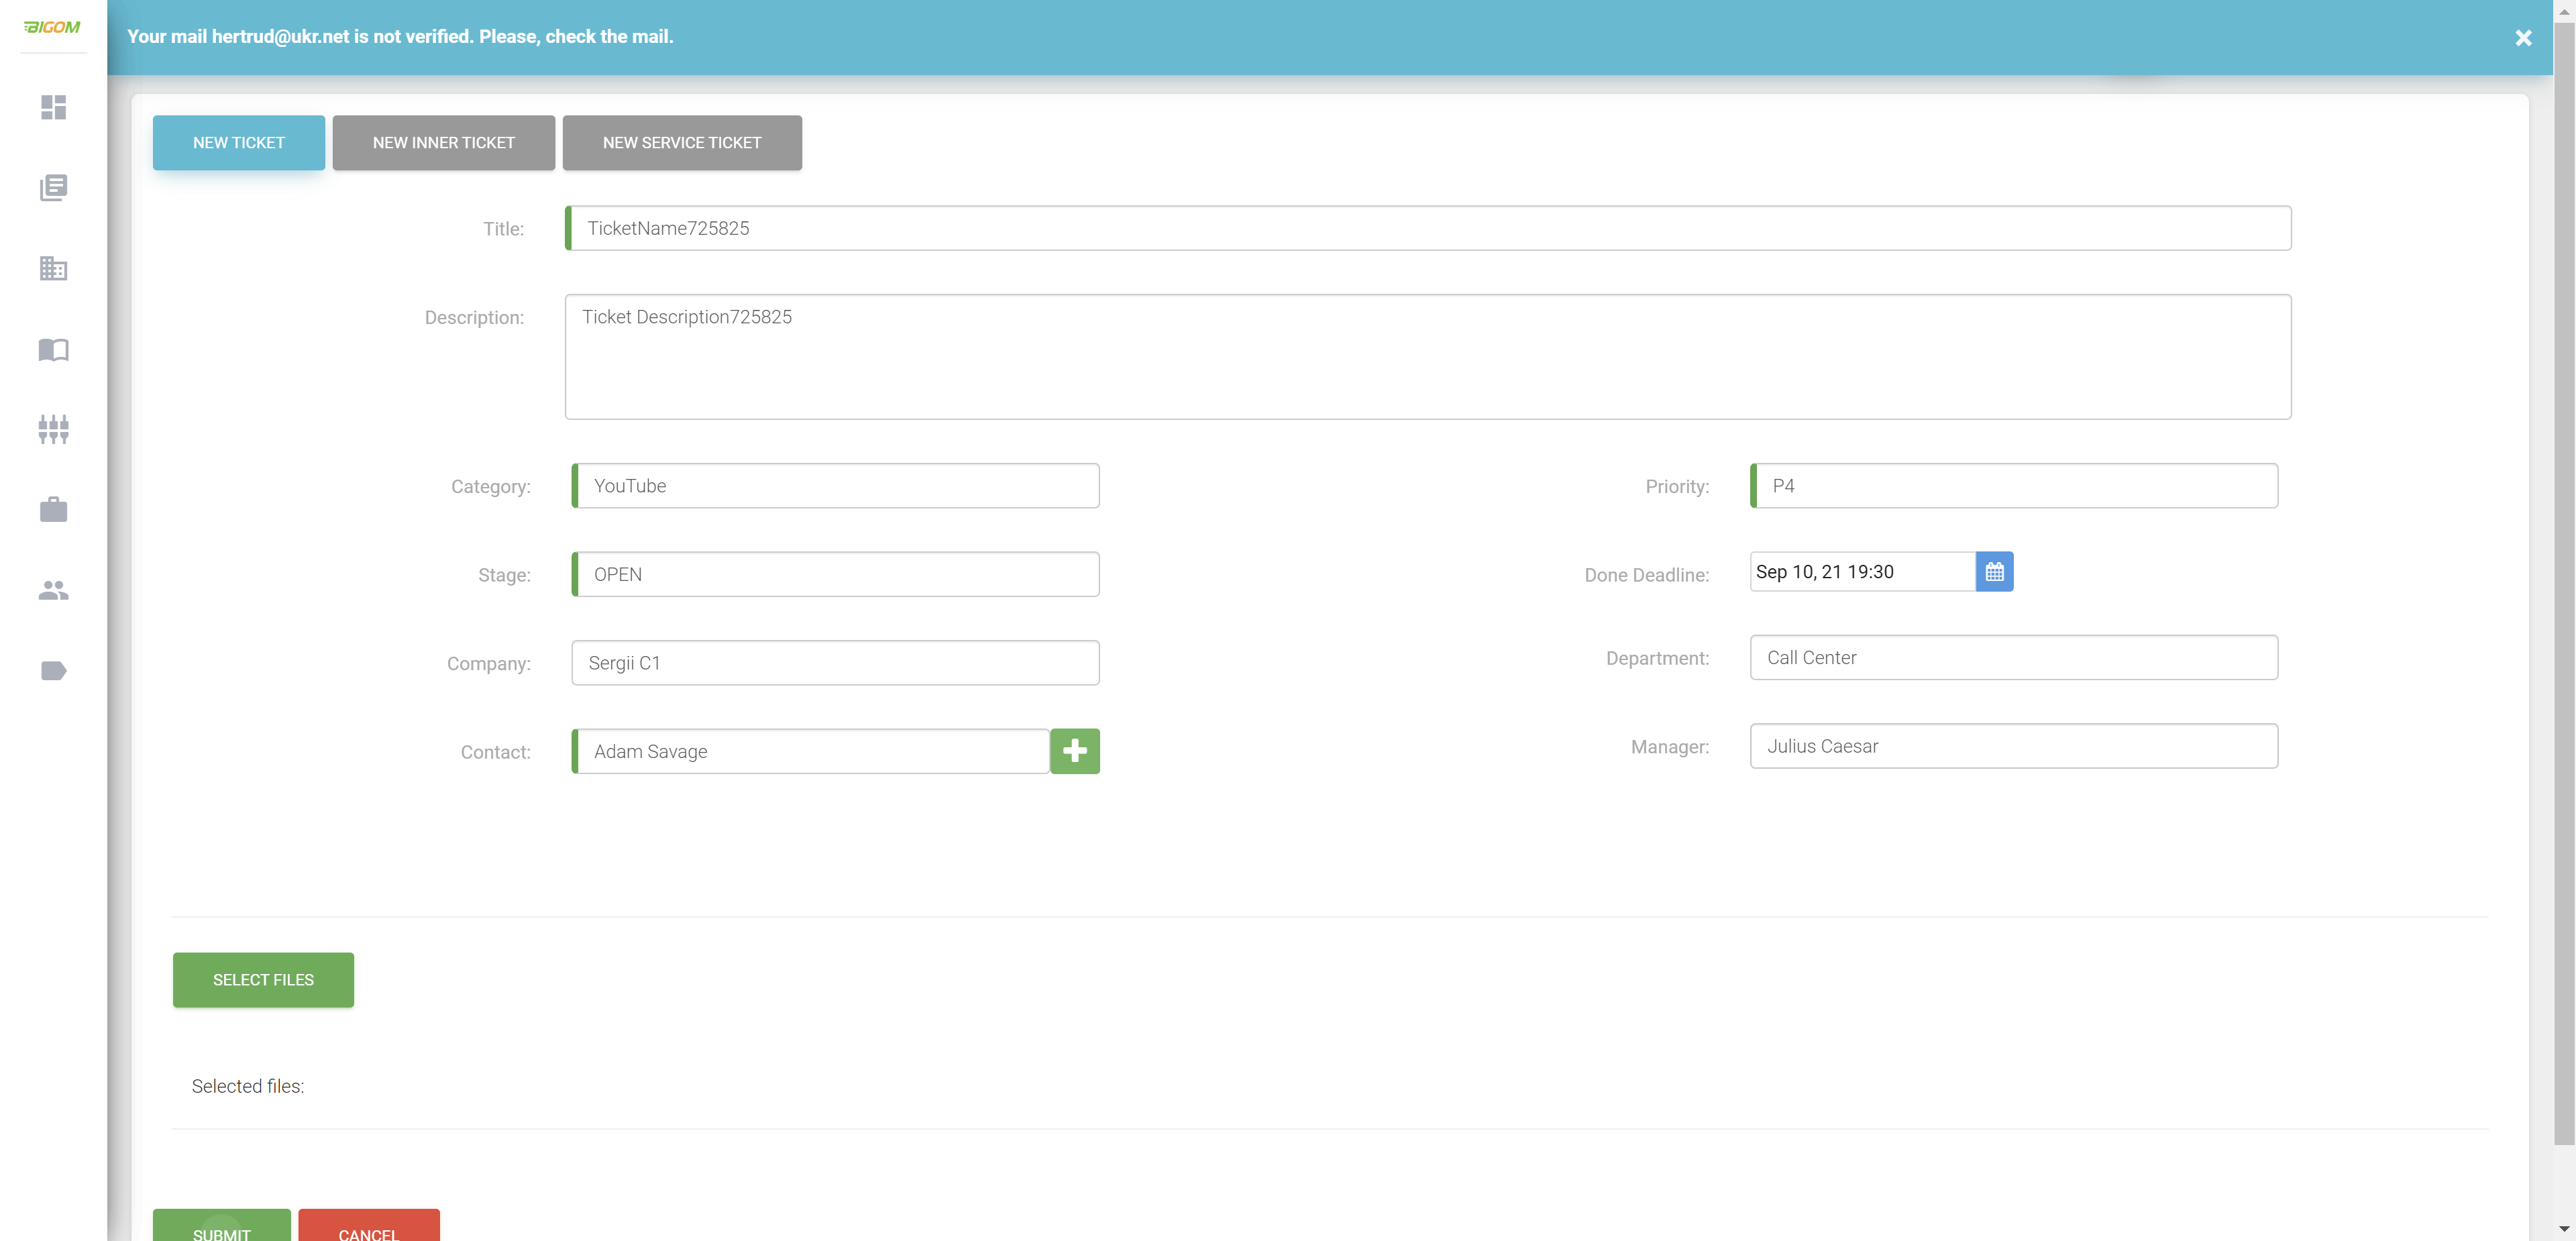 BIGOM
Your mail hertrud@ukr.net is not verified. Please, check the mail.
NEW TICKET
NEW INNER TICKET
NEW SERVICE TICKET
Title:
TicketName725825
Description:
Ticket Description725825
Category:
YouTube
Priority:
P4
Stage:
OPEN
Done Deadline:
Sep 10, 21 19:30
Company:
Sergii C1
Department:
Call Center
Contact:
Adam Savage
Manager:
Julius Caesar
SELECT FILES
Selected files:
SUBMIT
CANCEL